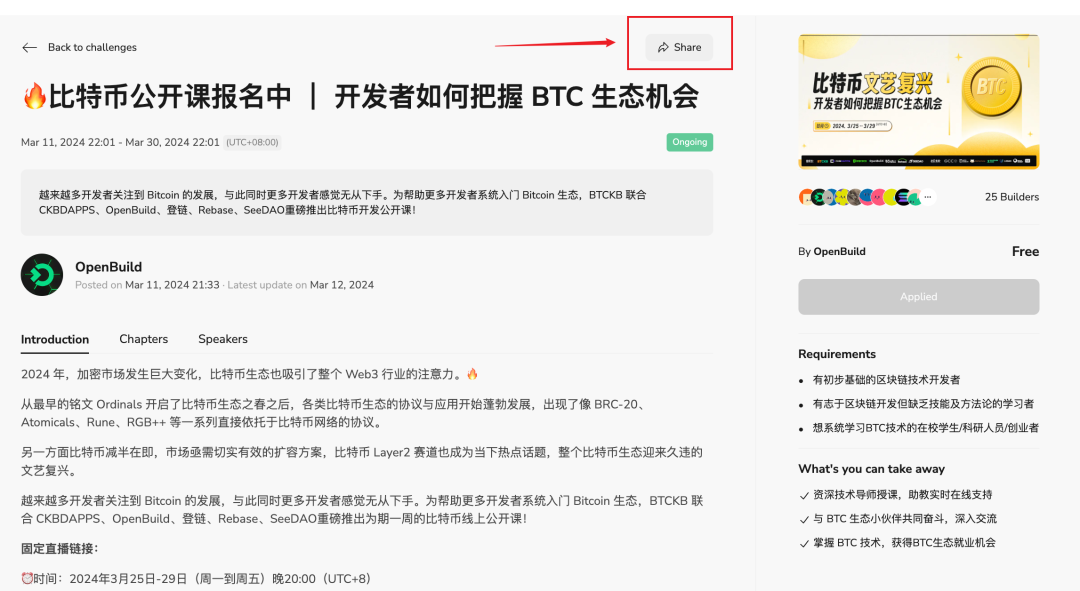 Back to challenges
Share
🔥比特币公开课报名中 ｜ 开发者如何把握 BTC 生态机会
Mar 11, 2024 22:01 - Mar 30, 2024 22:01 (UTC+08:00)
Ongoing
越来越多开发者关注到 Bitcoin 的发展，与此同时更多开发者感觉无从下手。为帮助更多开发者系统入门 Bitcoin 生态，BTCKB 联合
CKBDAPPS、OpenBuild、登链、Rebase、SeeDAO重磅推出比特币开发公开课！
OpenBuild
Posted on Mar 11, 2024 21:33 · Latest update on Mar 12, 2024
Introduction
Chapters
Speakers
2024 年，加密市场发生巨大变化，比特币生态也吸引了整个 Web3 行业的注意力。🔥
从最早的铭文 Ordinals 开启了比特币生态之春之后，各类比特币生态的协议与应用开始蓬勃发展，出现了像 BRC-20、
Atomicals、Rune、RGB++ 等一系列直接依托于比特币网络的协议。
另一方面比特币减半在即，市场亟需切实有效的扩容方案，比特币 Layer2 赛道也成为当下热点话题，整个比特币生态迎来久违的
文艺复兴。
越来越多开发者关注到 Bitcoin 的发展，与此同时更多开发者感觉无从下手。为帮助更多开发者系统入门 Bitcoin 生态，BTCKB 联
合 CKBDAPPS、OpenBuild、登链、Rebase、SeeDAO重磅推出为期一周的比特币线上公开课！
固定直播链接：
⏰时间：2024年3月25日-29日（周一到周五）晚20:00（UTC+8）
比特币文艺复兴
开发者如何把握BTC生态机会
2024. 3/25-3/29
BTC
25 Builders
By OpenBuild
Free
Applied
Requirements
有初步基础的区块链技术开发者
有志于区块链开发但缺乏技能及方法论的学习者
想系统学习BTC技术的在校学生/科研人员/创业者
What's you can take away
资深技术导师授课，助教实时在线支持
与 BTC 生态小伙伴共同奋斗，深入交流
掌握 BTC 技术，获得BTC生态就业机会